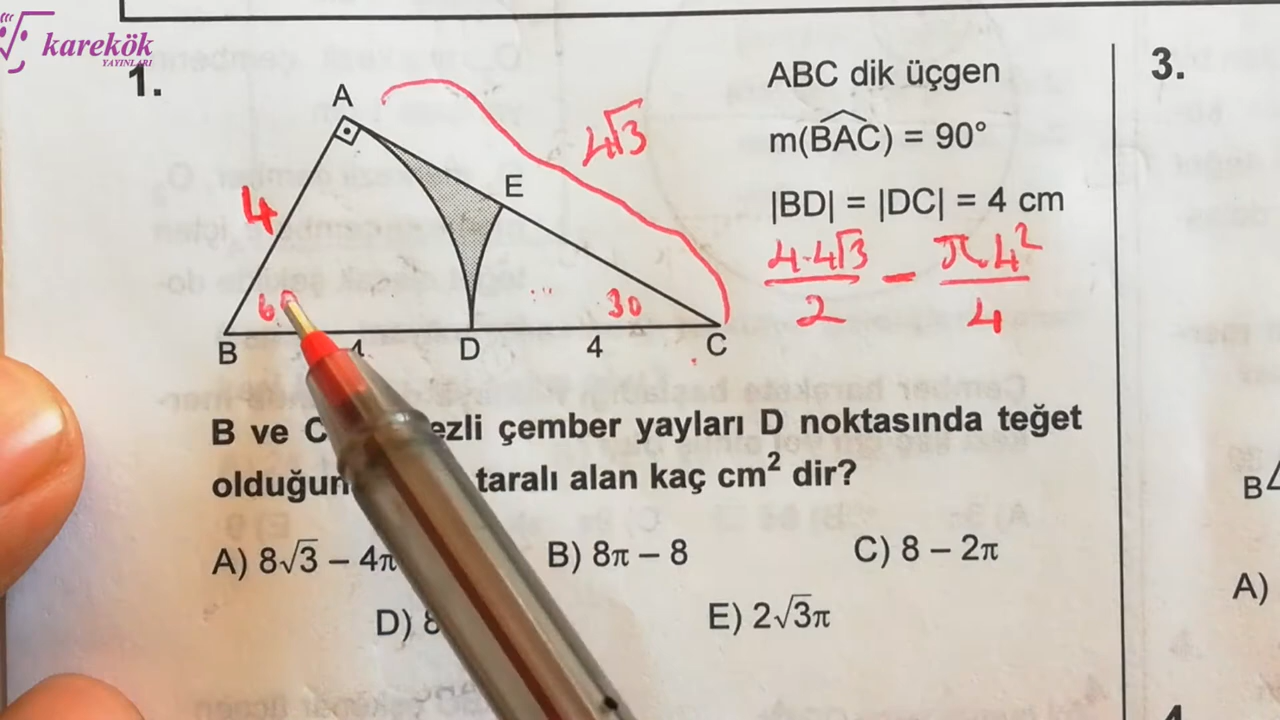 karekök
YAYINLARI
1.
A
E
B
D
C
4
4√3
60
30
4
ABC dik üçgen
m(BAC) = 90°
|BD| = |DC| = 4 cm
4·4√3/2 - π·4²/4
B ve C ezli çember yayları D noktasında teğet
taralı alan kaç cm² dir?
A) 8√3 – 4π
B) 8π – 8
C) 8 – 2π
D) 8
E) 2√3π
3.
B
A)
4